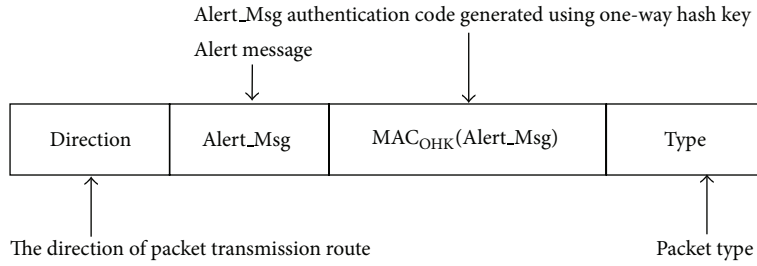 Alert_Msg authentication code generated using one-way hash key
Alert message
Direction Alert_Msg MAC_OHK(Alert_Msg) Type
The direction of packet transmission route Packet type